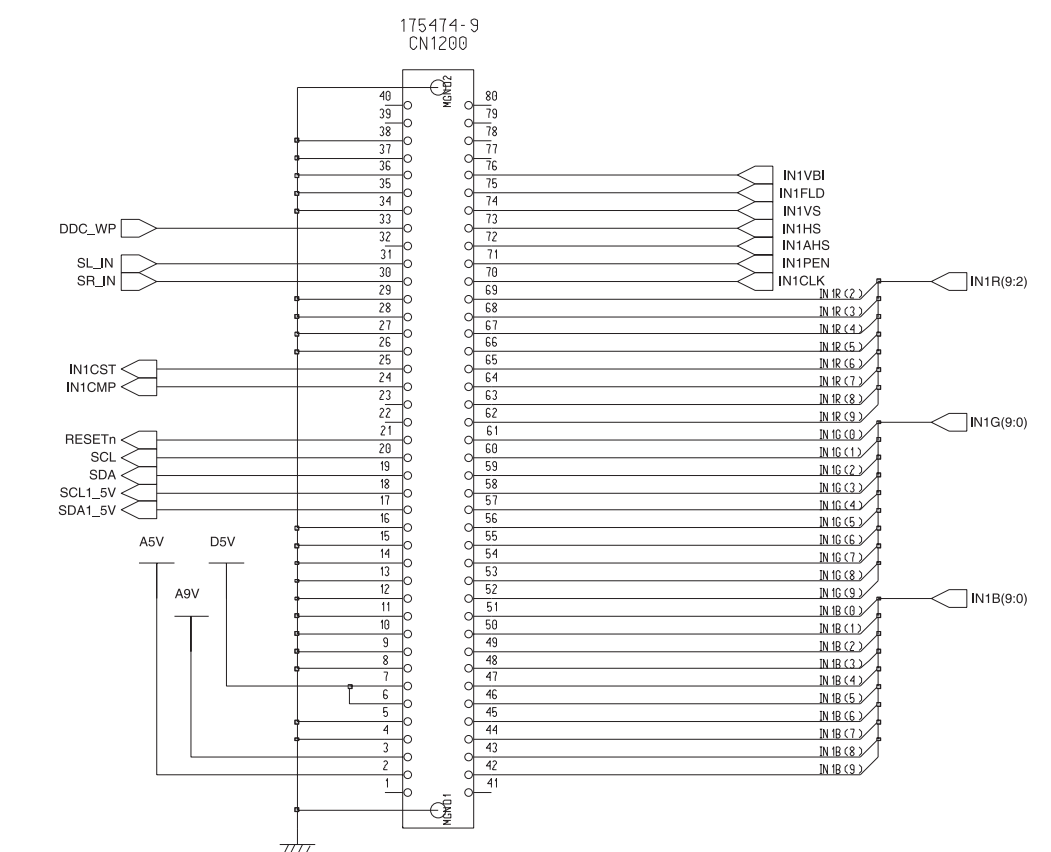 175474-9
CN1200
MGND2
40 80
39 79
38 78
37 77
36 76 IN1VBI
35 75 IN1FLD
34 74 IN1VS
DDC_WP 33 73 IN1HS
32 72 IN1AHS
SL_IN 31 71 IN1PEN
SR_IN 30 70 IN1CLK
IN1R(9:2)
29 69 IN1R(2)
28 68 IN1R(3)
27 67 IN1R(4)
26 66 IN1R(5)
IN1CST 25 65 IN1R(6)
IN1CMP 24 64 IN1R(7)
23 63 IN1R(8)
22 62 IN1R(9)
IN1G(9:0)
RESETn 21 61 IN1G(0)
SCL 20 60 IN1G(1)
SDA 19 59 IN1G(2)
SCL1_5V 18 58 IN1G(3)
SDA1_5V 17 57 IN1G(4)
16 56 IN1G(5)
A5V D5V 15 55 IN1G(6)
14 54 IN1G(7)
13 53 IN1G(8)
A9V 12 52 IN1G(9)
IN1B(9:0)
11 51 IN1B(0)
10 50 IN1B(1)
9 49 IN1B(2)
8 48 IN1B(3)
7 47 IN1B(4)
6 46 IN1B(5)
5 45 IN1B(6)
4 44 IN1B(7)
3 43 IN1B(8)
2 42 IN1B(9)
1 41
MGND1